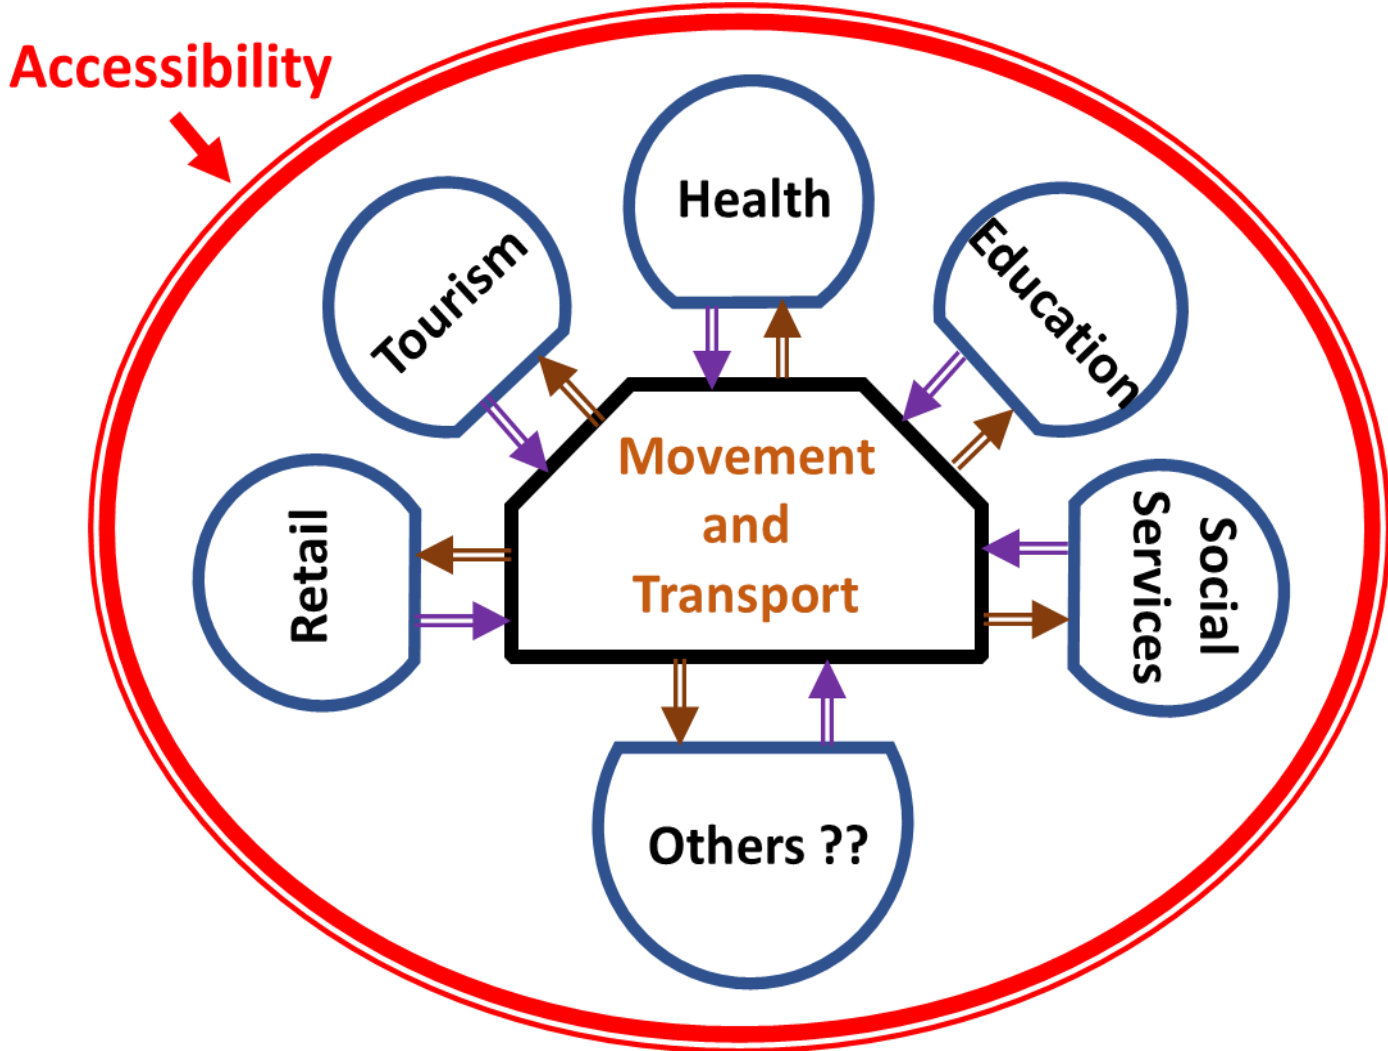 Accessibility
Health
Tourism
Education
Movement
and
Transport
Retail
Social
Services
Others ??